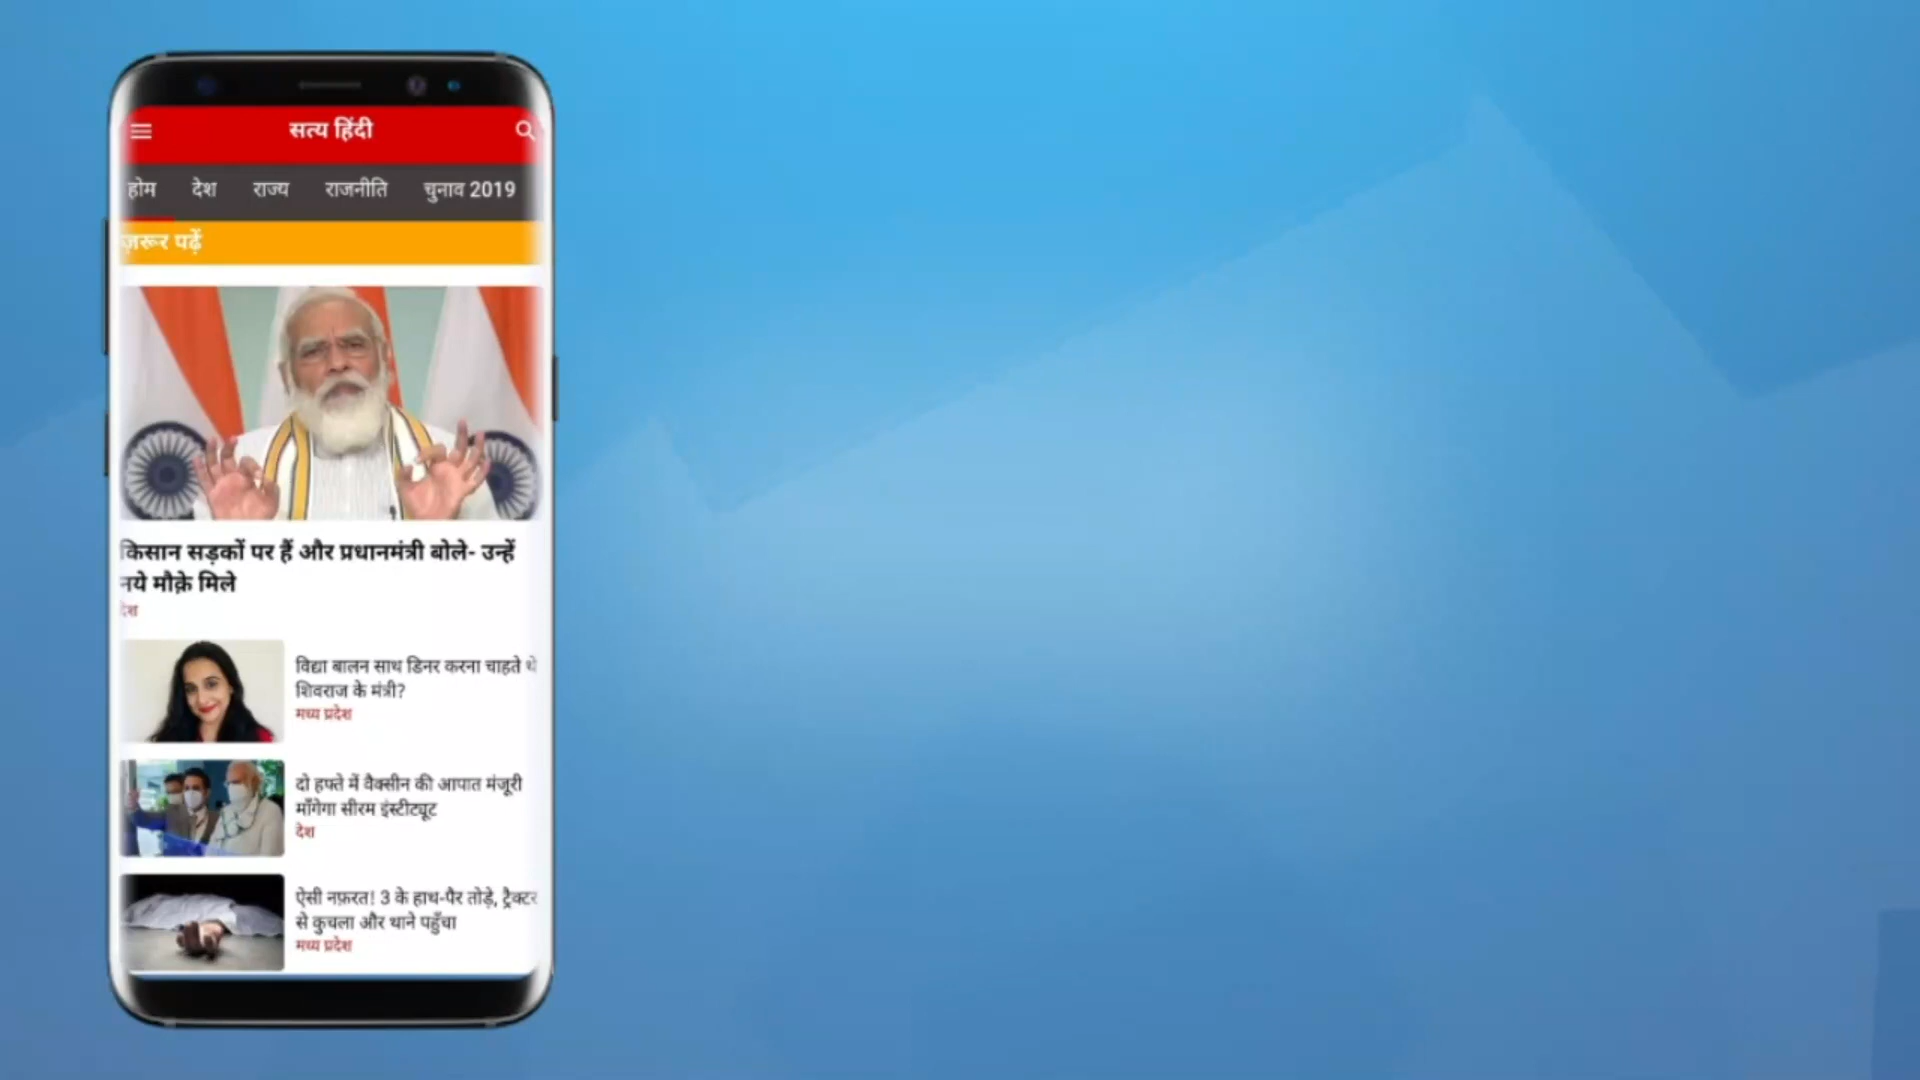 सत्य हिंदी
होम देश राज्य राजनीति चुनाव 2019
ज़रूर पढ़ें
किसान सड़कों पर हैं और प्रधानमंत्री बोले- उन्हें
नये मौक़े मिले
देश
विद्या बालन साथ डिनर करना चाहते थे
शिवराज के मंत्री?
मध्य प्रदेश
दो हफ्ते में वैक्सीन की आपात मंजूरी
माँगेगा सीरम इंस्टीट्यूट
देश
ऐसी नफ़रत! 3 के हाथ-पैर तोड़े, ट्रैक्टर
से कुचला और थाने पहुँचा
मध्य प्रदेश